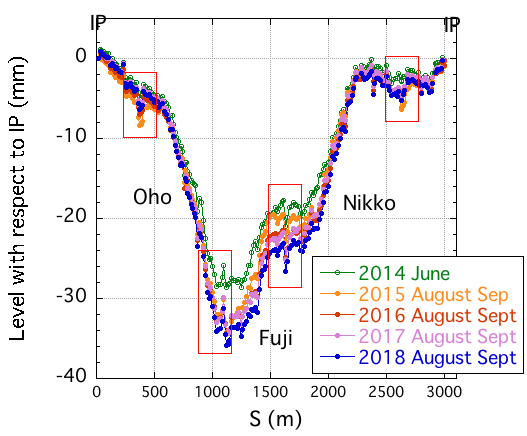 IP
IP
Level with respect to IP (mm)
0
-10
-20
-30
-40
Oho
Nikko
Fuji
2014 June
2015 August Sep
2016 August Sept
2017 August Sept
2018 August Sept
0
500
1000
1500
2000
2500
3000
S (m)